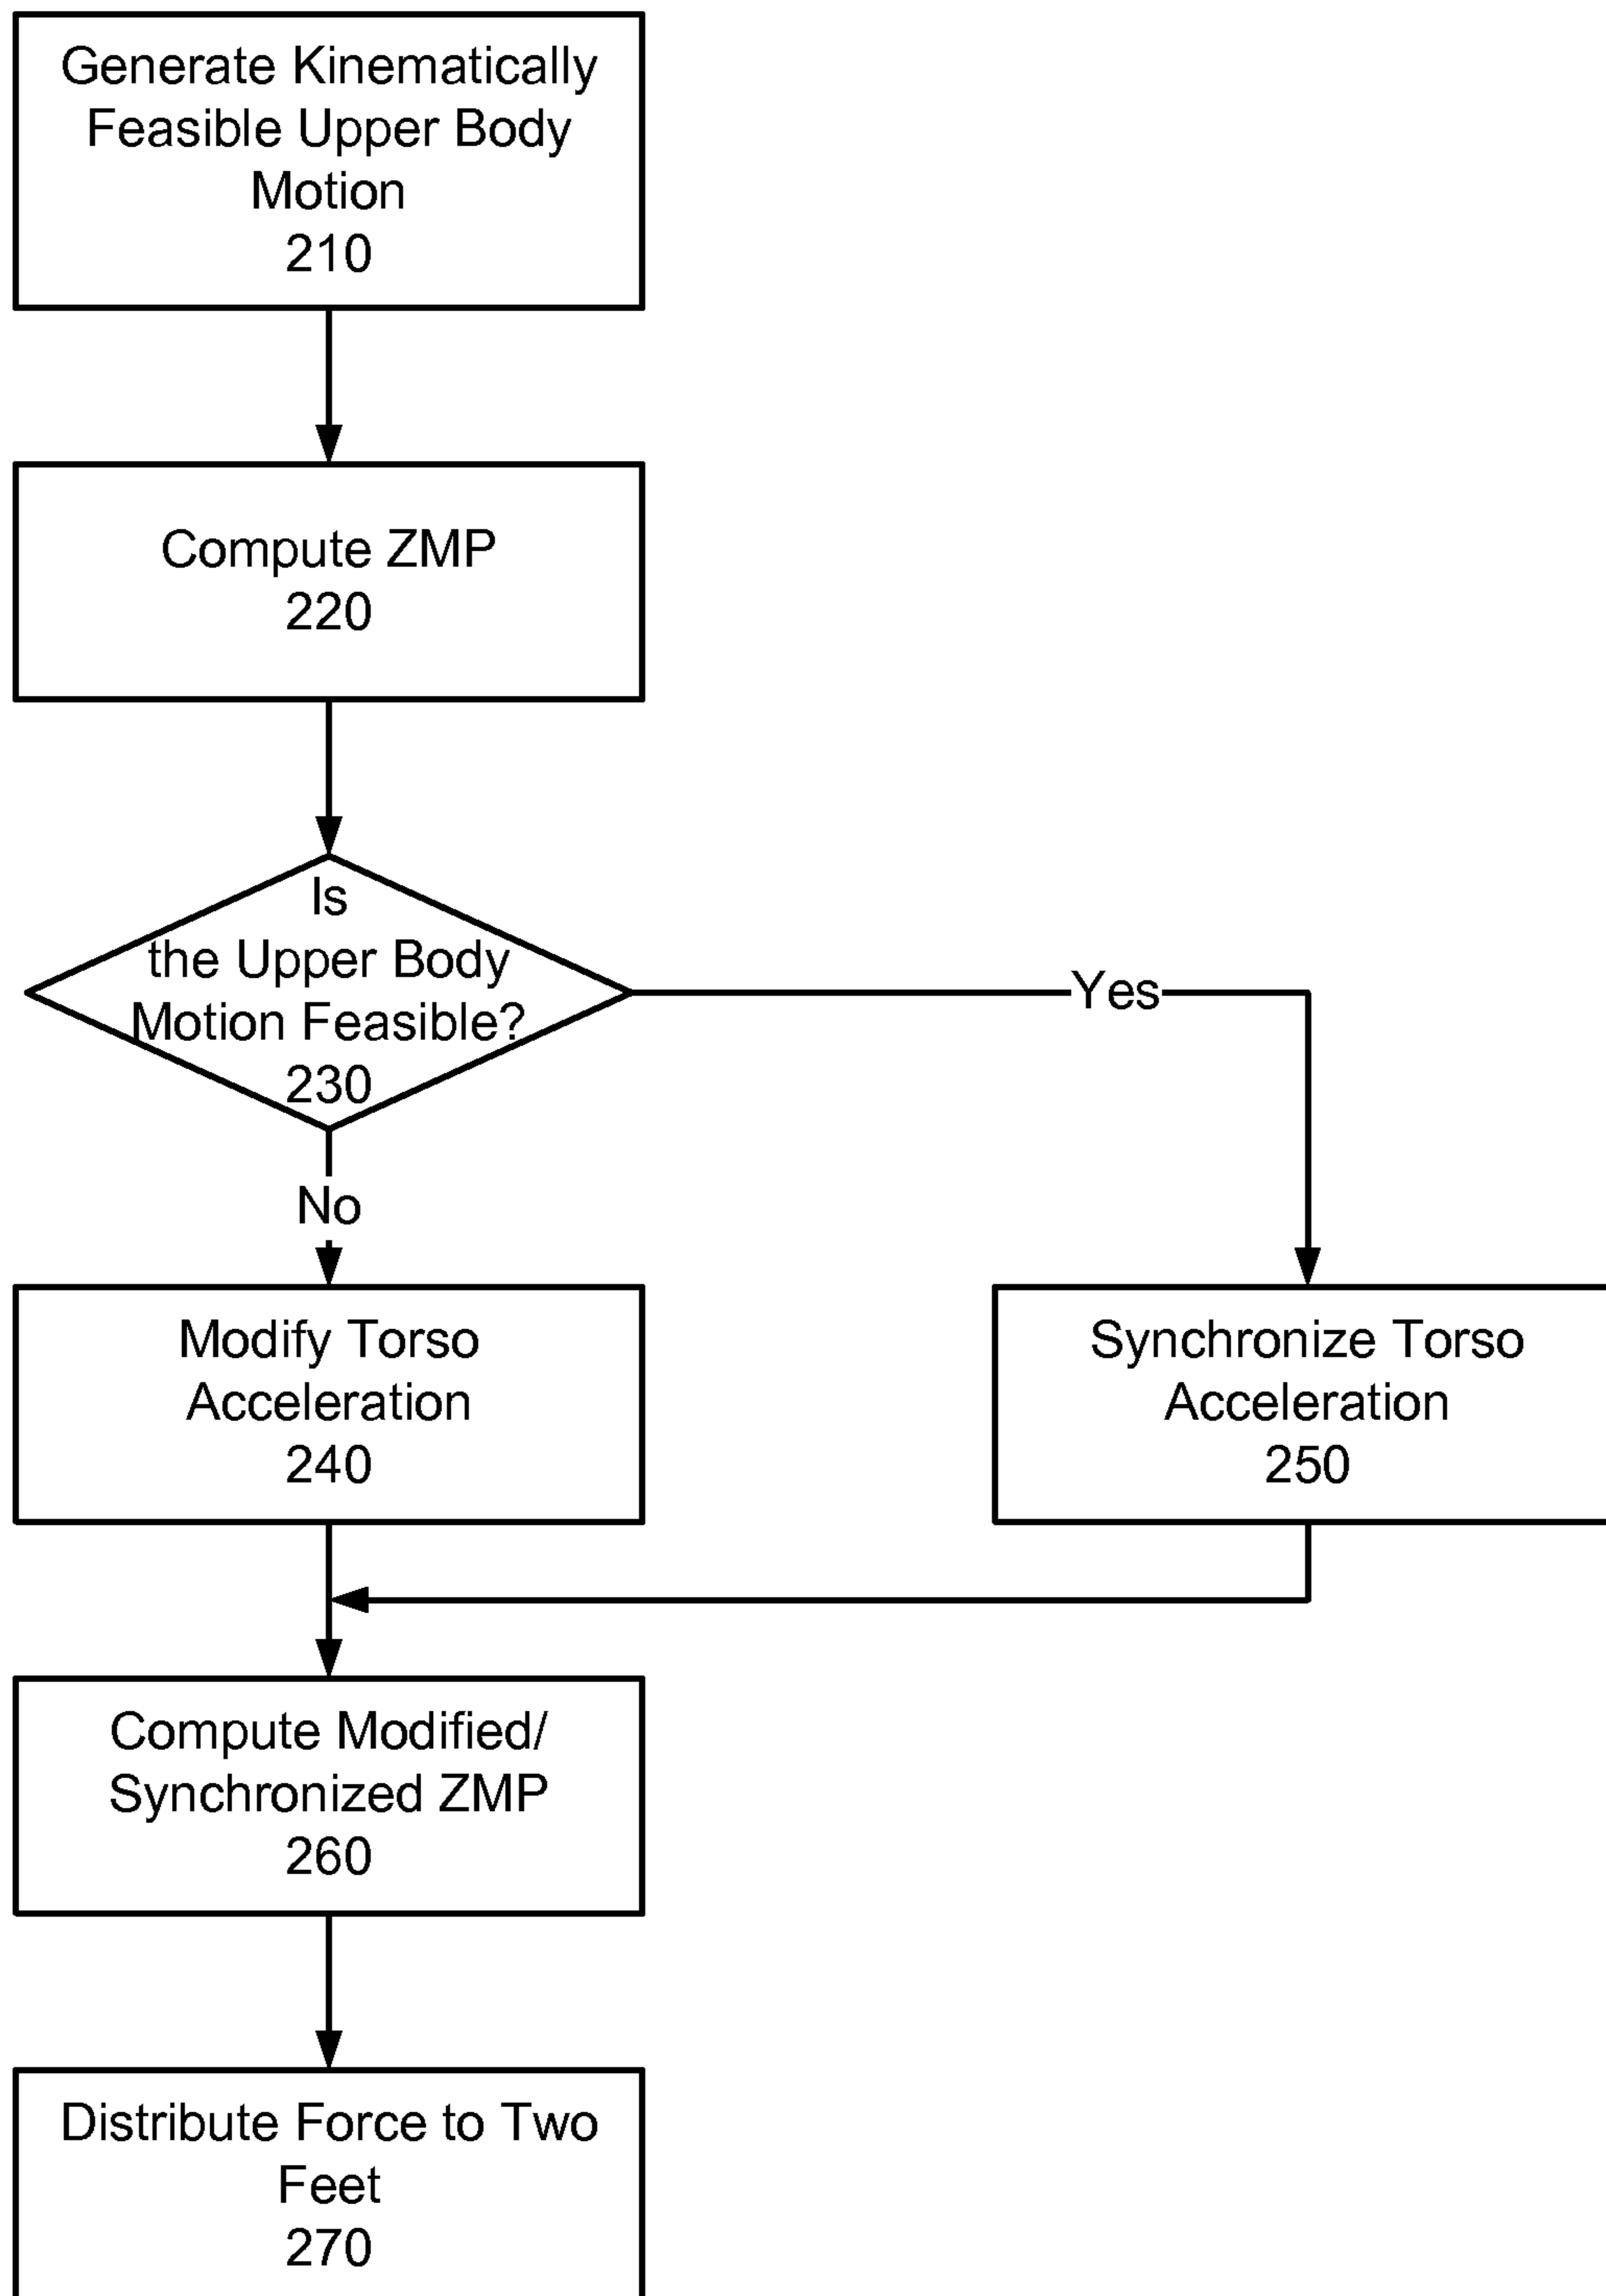 Generate Kinematically
Feasible Upper Body
Motion
210
Compute ZMP
220
Is
the Upper Body
Motion Feasible?
230
Yes
No
Modify Torso
Acceleration
240
Synchronize Torso
Acceleration
250
Compute Modified/
Synchronized ZMP
260
Distribute Force to Two
Feet
270